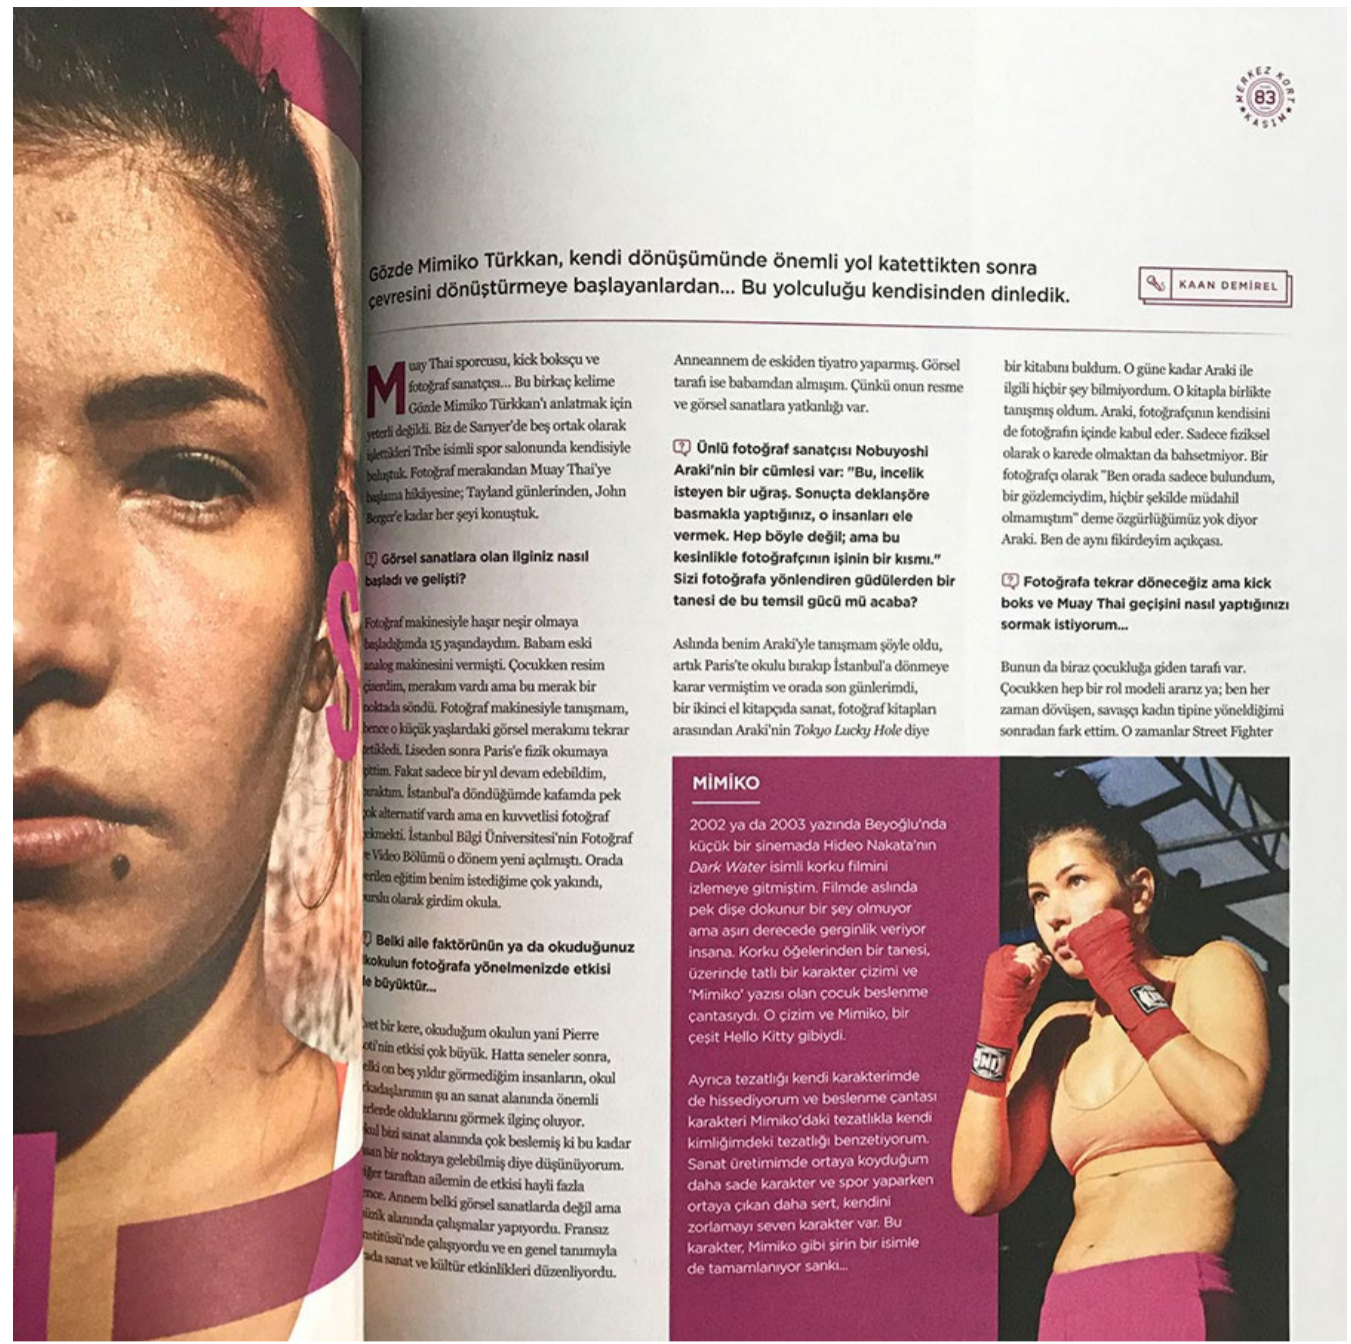 MERKEZ KORT
83
KASIM
Gözde Mimiko Türkkan, kendi dönüşümünde önemli yol katettikten sonra
çevresini dönüştürmeye başlayanlardan... Bu yolculuğu kendisinden dinledik.
KAAN DEMİREL
Muay Thai sporcusu, kick boksçu ve
fotoğraf sanatçısı... Bu birkaç kelime
Gözde Mimiko Türkkan'ı anlatmak için
yeterli değildi. Biz de Sarıyer'de beş ortak olarak
işlettikleri Tribe isimli spor salonunda kendisiyle
buluştuk. Fotoğraf merakından Muay Thai'ye
başlama hikâyesine; Tayland günlerinden, John
Berger'e kadar her şeyi konuştuk.
Görsel sanatlara olan ilginiz nasıl
başladı ve gelişti?
Fotoğraf makinesiyle haşır neşir olmaya
başladığımda 15 yaşındaydım. Babam eski
analog makinesini vermişti. Çocukken resim
çizerdim, merakım vardı ama bu merak bir
noktada söndü. Fotoğraf makinesiyle tanışmam,
bence o küçük yaşlardaki görsel merakımı tekrar
tetikledi. Liseden sonra Paris'e fizik okumaya
gittim. Fakat sadece bir yıl devam edebildim,
bıraktım. İstanbul'a döndüğümde kafamda pek
çok alternatif vardı ama en kuvvetlisi fotoğraf
çekmekti. İstanbul Bilgi Üniversitesi'nin Fotoğraf
ve Video Bölümü o dönem yeni açılmıştı. Orada
verilen eğitim benim istediğime çok yakındı,
burslu olarak girdim okula.
Belki aile faktörünün ya da okuduğunuz
okulun fotoğrafa yönelmenizde etkisi
de büyüktür...
Evet bir kere, okuduğum okulun yani Pierre
Loti'nin etkisi çok büyük. Hatta seneler sonra,
belki on beş yıldır görmediğim insanların, okul
arkadaşlarımın şu an sanat alanında önemli
yerlerde olduklarını görmek ilginç oluyor.
Okul bizi sanat alanında çok beslemiş ki bu kadar
insan bir noktaya gelebilmiş diye düşünüyorum.
Diğer taraftan ailemin de etkisi hayli fazla
bence. Annem belki görsel sanatlarda değil ama
müzik alanında çalışmalar yapıyordu. Fransız
Enstitüsü'nde çalışıyordu ve en genel tanımıyla
orada sanat ve kültür etkinlikleri düzenliyordu.
Anneannem de eskiden tiyatro yaparmış. Görsel
tarafı ise babamdan almışım. Çünkü onun resme
ve görsel sanatlara yatkınlığı var.
Ünlü fotoğraf sanatçısı Nobuyoshi
Araki'nin bir cümlesi var: "Bu, incelik
isteyen bir uğraş. Sonuçta deklanşöre
basmakla yaptığınız, o insanları ele
vermek. Hep böyle değil; ama bu
kesinlikle fotoğrafçının işinin bir kısmı."
Sizi fotoğrafa yönlendiren güdülerden bir
tanesi de bu temsil gücü mü acaba?
Aslında benim Araki'yle tanışmam şöyle oldu,
artık Paris'te okulu bırakıp İstanbul'a dönmeye
karar vermiştim ve orada son günlerimdi,
bir ikinci el kitapçıda sanat, fotoğraf kitapları
arasından Araki'nin Tokyo Lucky Hole diye
bir kitabını buldum. O güne kadar Araki ile
ilgili hiçbir şey bilmiyordum. O kitapla birlikte
tanışmış oldum. Araki, fotoğrafçının kendisini
de fotoğrafın içinde kabul eder. Sadece fiziksel
olarak o karede olmaktan da bahsetmiyor. Bir
fotoğrafçı olarak "Ben orada sadece bulundum,
bir gözlemciydim, hiçbir şekilde müdahil
olmamıştım" deme özgürlüğümüz yok diyor
Araki. Ben de aynı fikirdeyim açıkçası.
Fotoğrafa tekrar döneceğiz ama kick
boks ve Muay Thai geçişini nasıl yaptığınızı
sormak istiyorum...
Bunun da biraz çocukluğa giden tarafı var.
Çocukken hep bir rol modeli ararız ya; ben her
zaman dövüşen, savaşçı kadın tipine yöneldiğimi
sonradan fark ettim. O zamanlar Street Fighter
MİMİKO
2002 ya da 2003 yazında Beyoğlu'nda
küçük bir sinemada Hideo Nakata'nın
Dark Water isimli korku filmini
izlemeye gitmiştim. Filmde aslında
pek dişe dokunur bir şey olmuyor
ama aşırı derecede gerginlik veriyor
insana. Korku öğelerinden bir tanesi,
üzerinde tatlı bir karakter çizimi ve
'Mimiko' yazısı olan çocuk beslenme
çantasıydı. O çizim ve Mimiko, bir
çeşit Hello Kitty gibiydi.
Ayrıca tezatlığı kendi karakterimde
de hissediyorum ve beslenme çantası
karakteri Mimiko'daki tezatlıkla kendi
kimliğimdeki tezatlığı benzetiyorum.
Sanat üretimimde ortaya koyduğum
daha sade karakter ve spor yaparken
ortaya çıkan daha sert, kendini
zorlamayı seven karakter var. Bu
karakter, Mimiko gibi şirin bir isimle
de tamamlanıyor sanki...